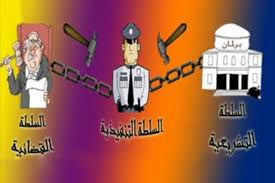 برلمان
السلطة
التشريعية
السلطة التنفيذية
السلطة
القضائية